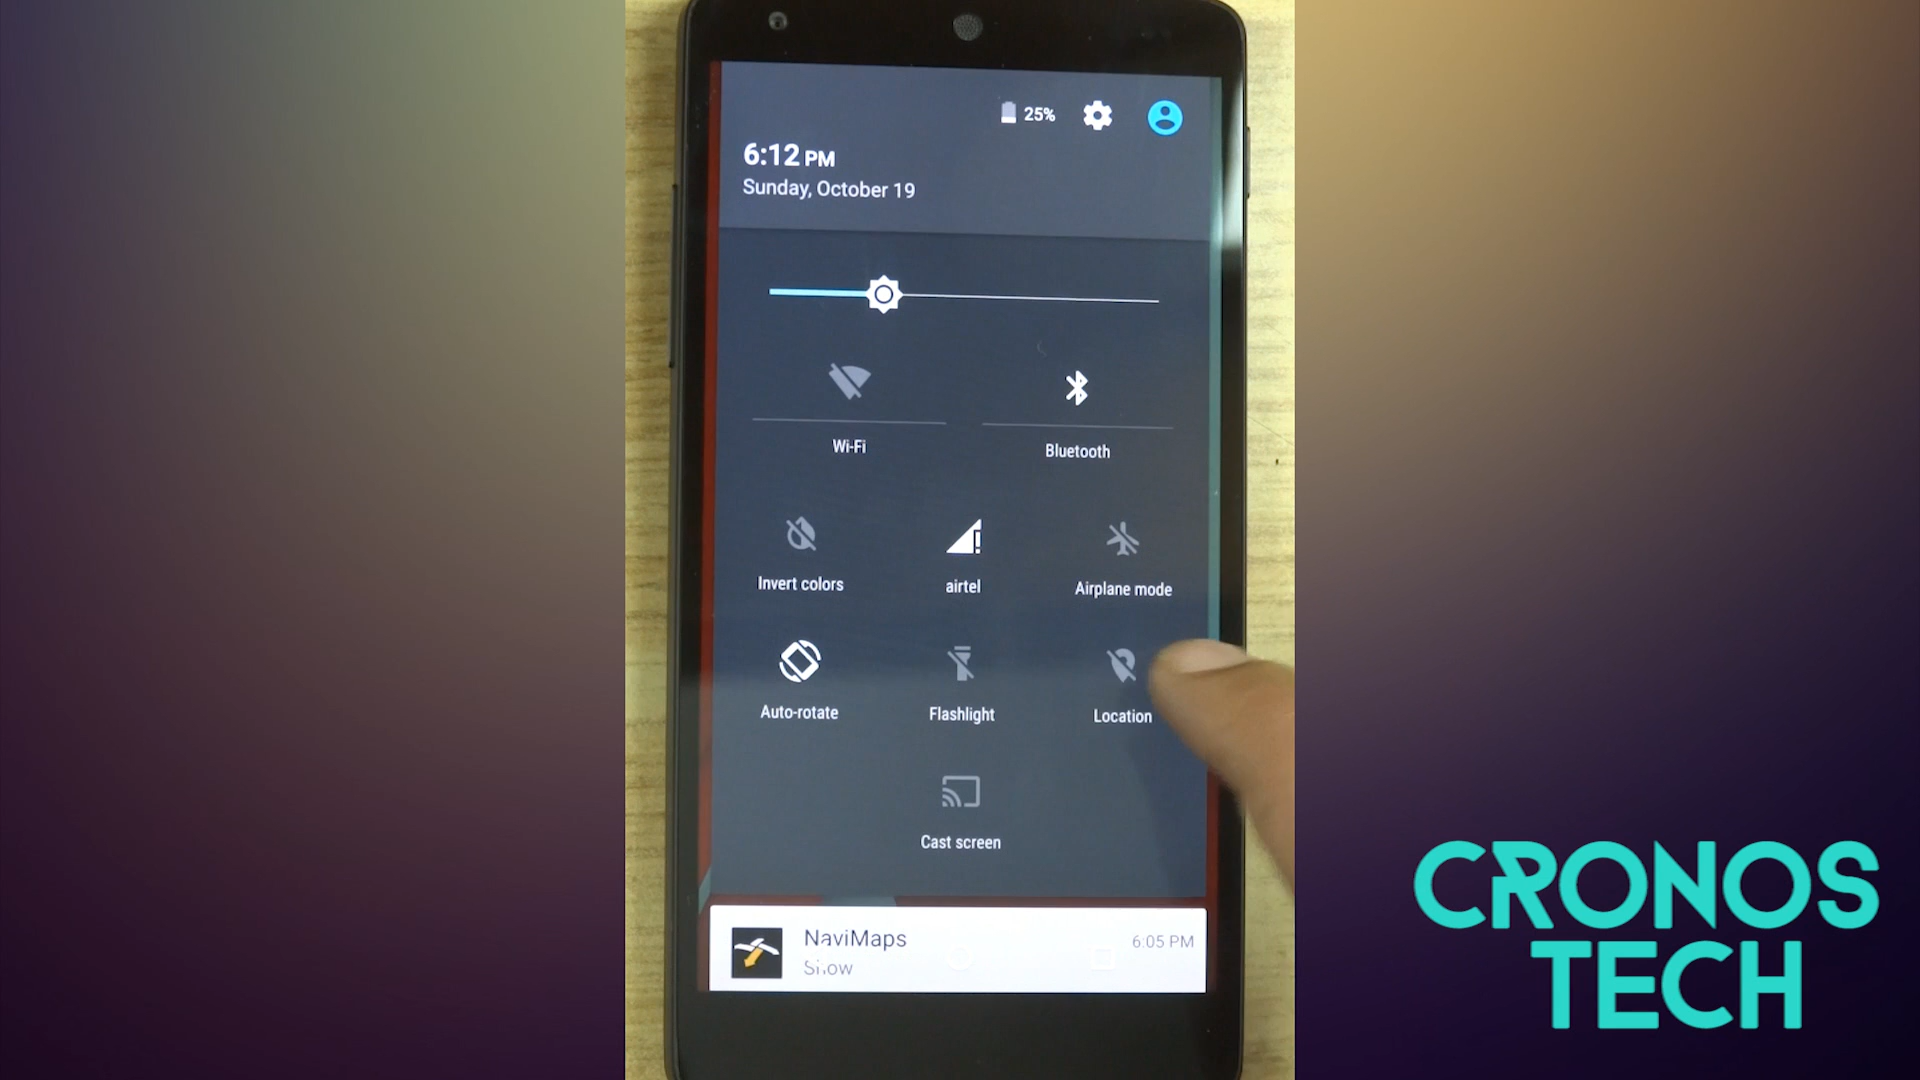 25%
6:12 PM
Sunday, October 19
Wi-Fi
Bluetooth
Invert colors
airtel
Airplane mode
Auto-rotate
Flashlight
Location
Cast screen
NaviMaps
6:05 PM
Show
CRONOS
TECH